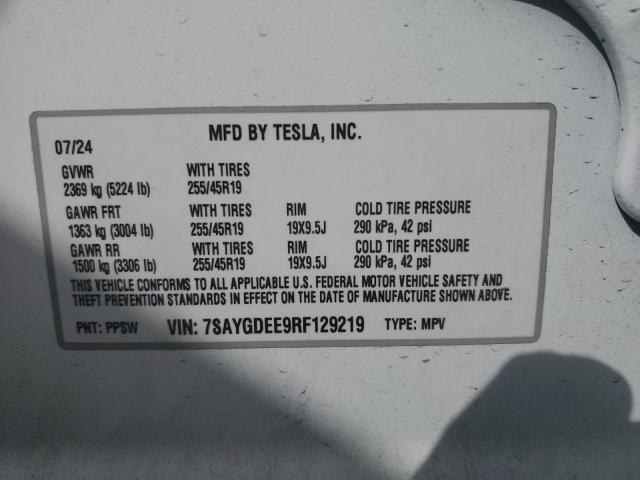 07/24 MFD BY TESLA, INC.
GVWR WITH TIRES
2369 kg (5224 lb) 255/45R19
GAWR FRT WITH TIRES RIM COLD TIRE PRESSURE
1363 kg (3004 lb) 255/45R19 19X9.5J 290 kPa, 42 psi
GAWR RR WITH TIRES RIM COLD TIRE PRESSURE
1500 kg (3306 lb) 255/45R19 19X9.5J 290 kPa, 42 psi
THIS VEHICLE CONFORMS TO ALL APPLICABLE U.S. FEDERAL MOTOR VEHICLE SAFETY AND
THEFT PREVENTION STANDARDS IN EFFECT ON THE DATE OF MANUFACTURE SHOWN ABOVE.
PNT: PPSW VIN: 7SAYGDEE9RF129219 TYPE: MPV